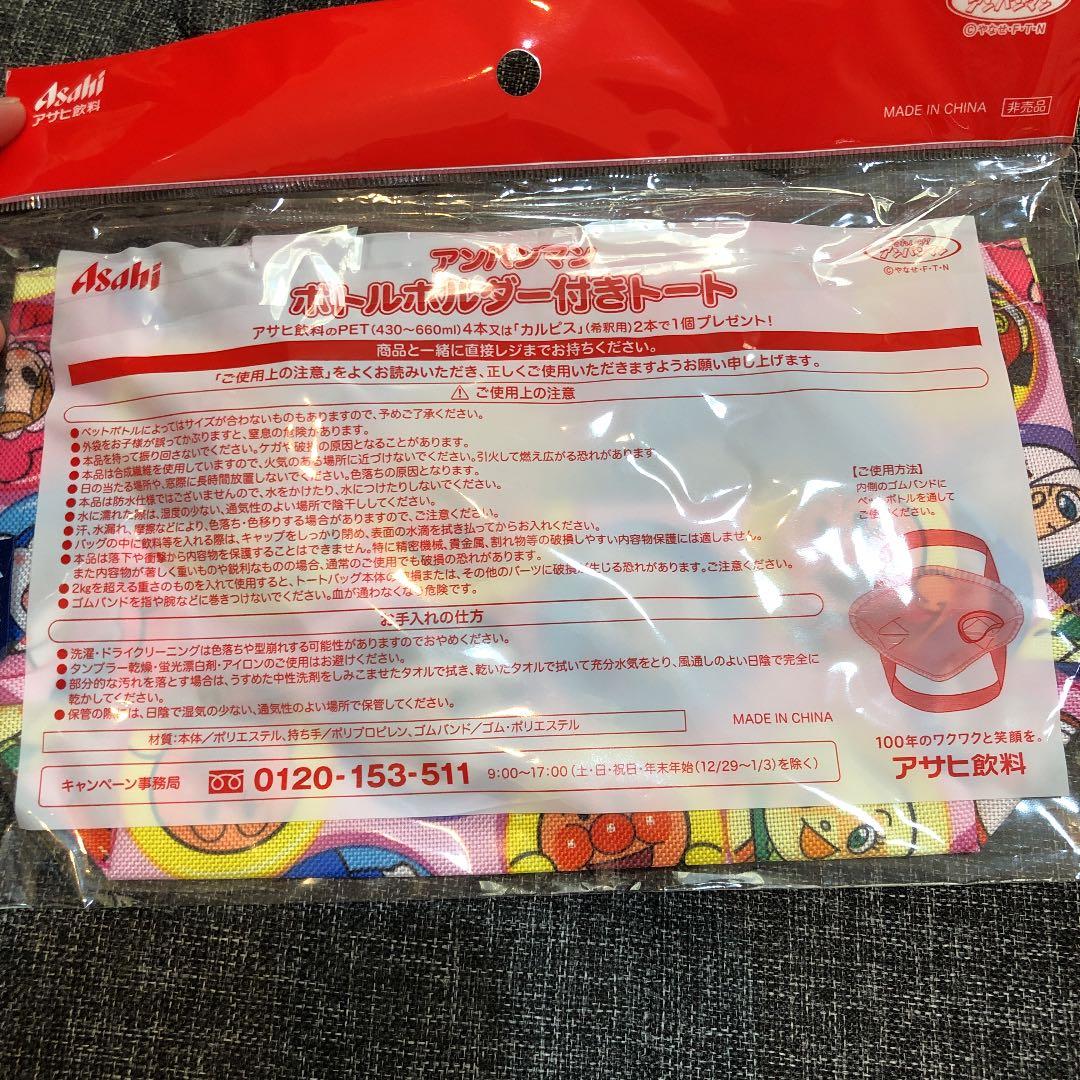 アンパンマン
©やなせ・F・T・N
Asahi
アサヒ飲料
MADE IN CHINA 非売品
Asahi
アンパンマン
アンパンマン
©やなせ・F・T・N
ボトルホルダー付きトート
アサヒ飲料のPET(430〜660ml)4本又は「カルピス」(希釈用)2本で1個プレゼント!
商品と一緒に直接レジまでお持ちください。
「ご使用上の注意」をよくお読みいただき、正しくご使用いただきますようお願い申し上げます。
⚠ ご使用上の注意
●ペットボトルによってはサイズが合わないものもありますので、予めご了承ください。
●外袋をお子様が誤ってかぶりますと、窒息の危険があります。
●本品を持って振り回さないでください。ケガや破損の原因となることがあります。
●本品は合成繊維を使用していますので、火気のある場所に近づけないでください。引火して燃え広がる恐れがあります
●日の当たる場所や、窓際に長時間放置しないでください。色落ちの原因となります。
●本品は防水仕様ではございませんので、水をかけたり、水につけたりしないでください。
●水に濡れた際は、湿度の少ない、通気性のよい場所で陰干ししてください。
●汗、水濡れ、摩擦などにより、色落ち・色移りする場合がありますので、ご注意ください。
●バッグの中に飲料等を入れる際は、キャップをしっかり閉め、表面の水滴を拭き払ってからお入れください。
●本品は落下や衝撃から内容物を保護することはできません。特に精密機械、貴金属、割れ物等の破損しやすい内容物保護には適しません。
また内容物が著しく重いものや鋭利なものの場合、通常のご使用でも破損の恐れがあります。
●2kgを超える重さのものを入れて使用すると、トートバッグ本体の破損または、その他のパーツに破損が生じる恐れがあります。ご注意ください。
●ゴムバンドを指や腕などに巻きつけないでください。血が通わなくなり危険です。
お手入れの仕方
●洗濯・ドライクリーニングは色落ちや型崩れする可能性がありますのでおやめください。
●タンブラー乾燥・蛍光漂白剤・アイロンのご使用はお避けください。
●部分的な汚れを落とす場合は、うすめた中性洗剤をしみこませたタオルで拭き、乾いたタオルで拭いて充分水気をとり、風通しのよい日陰で完全に
乾かしてください。
●保管の際は、日陰で湿気の少ない、通気性のよい場所で保管してください。
材質:本体/ポリエステル、持ち手/ポリプロピレン、ゴムバンド/ゴム・ポリエステル
MADE IN CHINA
キャンペーン事務局 0120-153-511 9:00〜17:00(土・日・祝日・年末年始(12/29〜1/3)を除く)
【ご使用方法】
内側のゴムバンドに
ペットボトルを通して
ご使用ください。
100年のワクワクと笑顔を。
アサヒ飲料